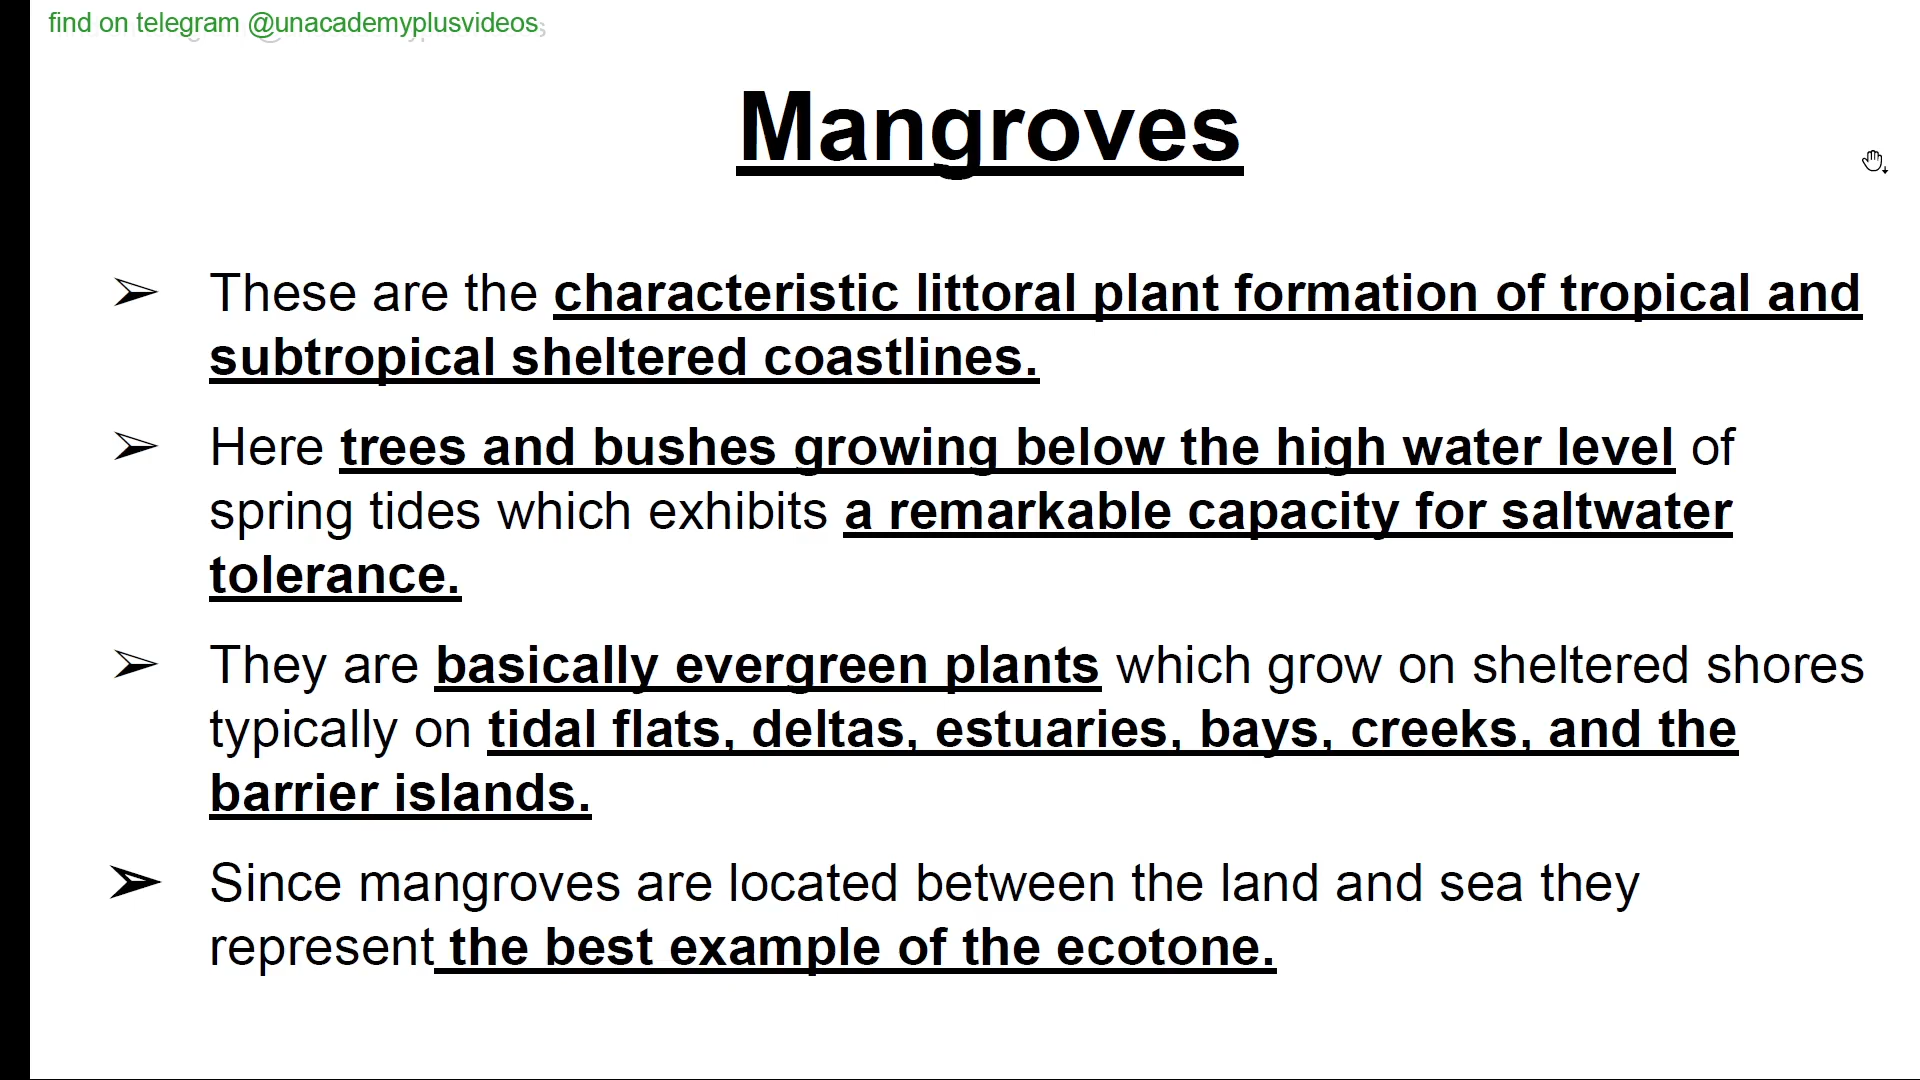 find on telegram @unacademyplusvideos
Mangroves
➢ These are the characteristic littoral plant formation of tropical and
subtropical sheltered coastlines.
➢ Here trees and bushes growing below the high water level of
spring tides which exhibits a remarkable capacity for saltwater
tolerance.
➢ They are basically evergreen plants which grow on sheltered shores
typically on tidal flats, deltas, estuaries, bays, creeks, and the
barrier islands.
➢ Since mangroves are located between the land and sea they
represent the best example of the ecotone.